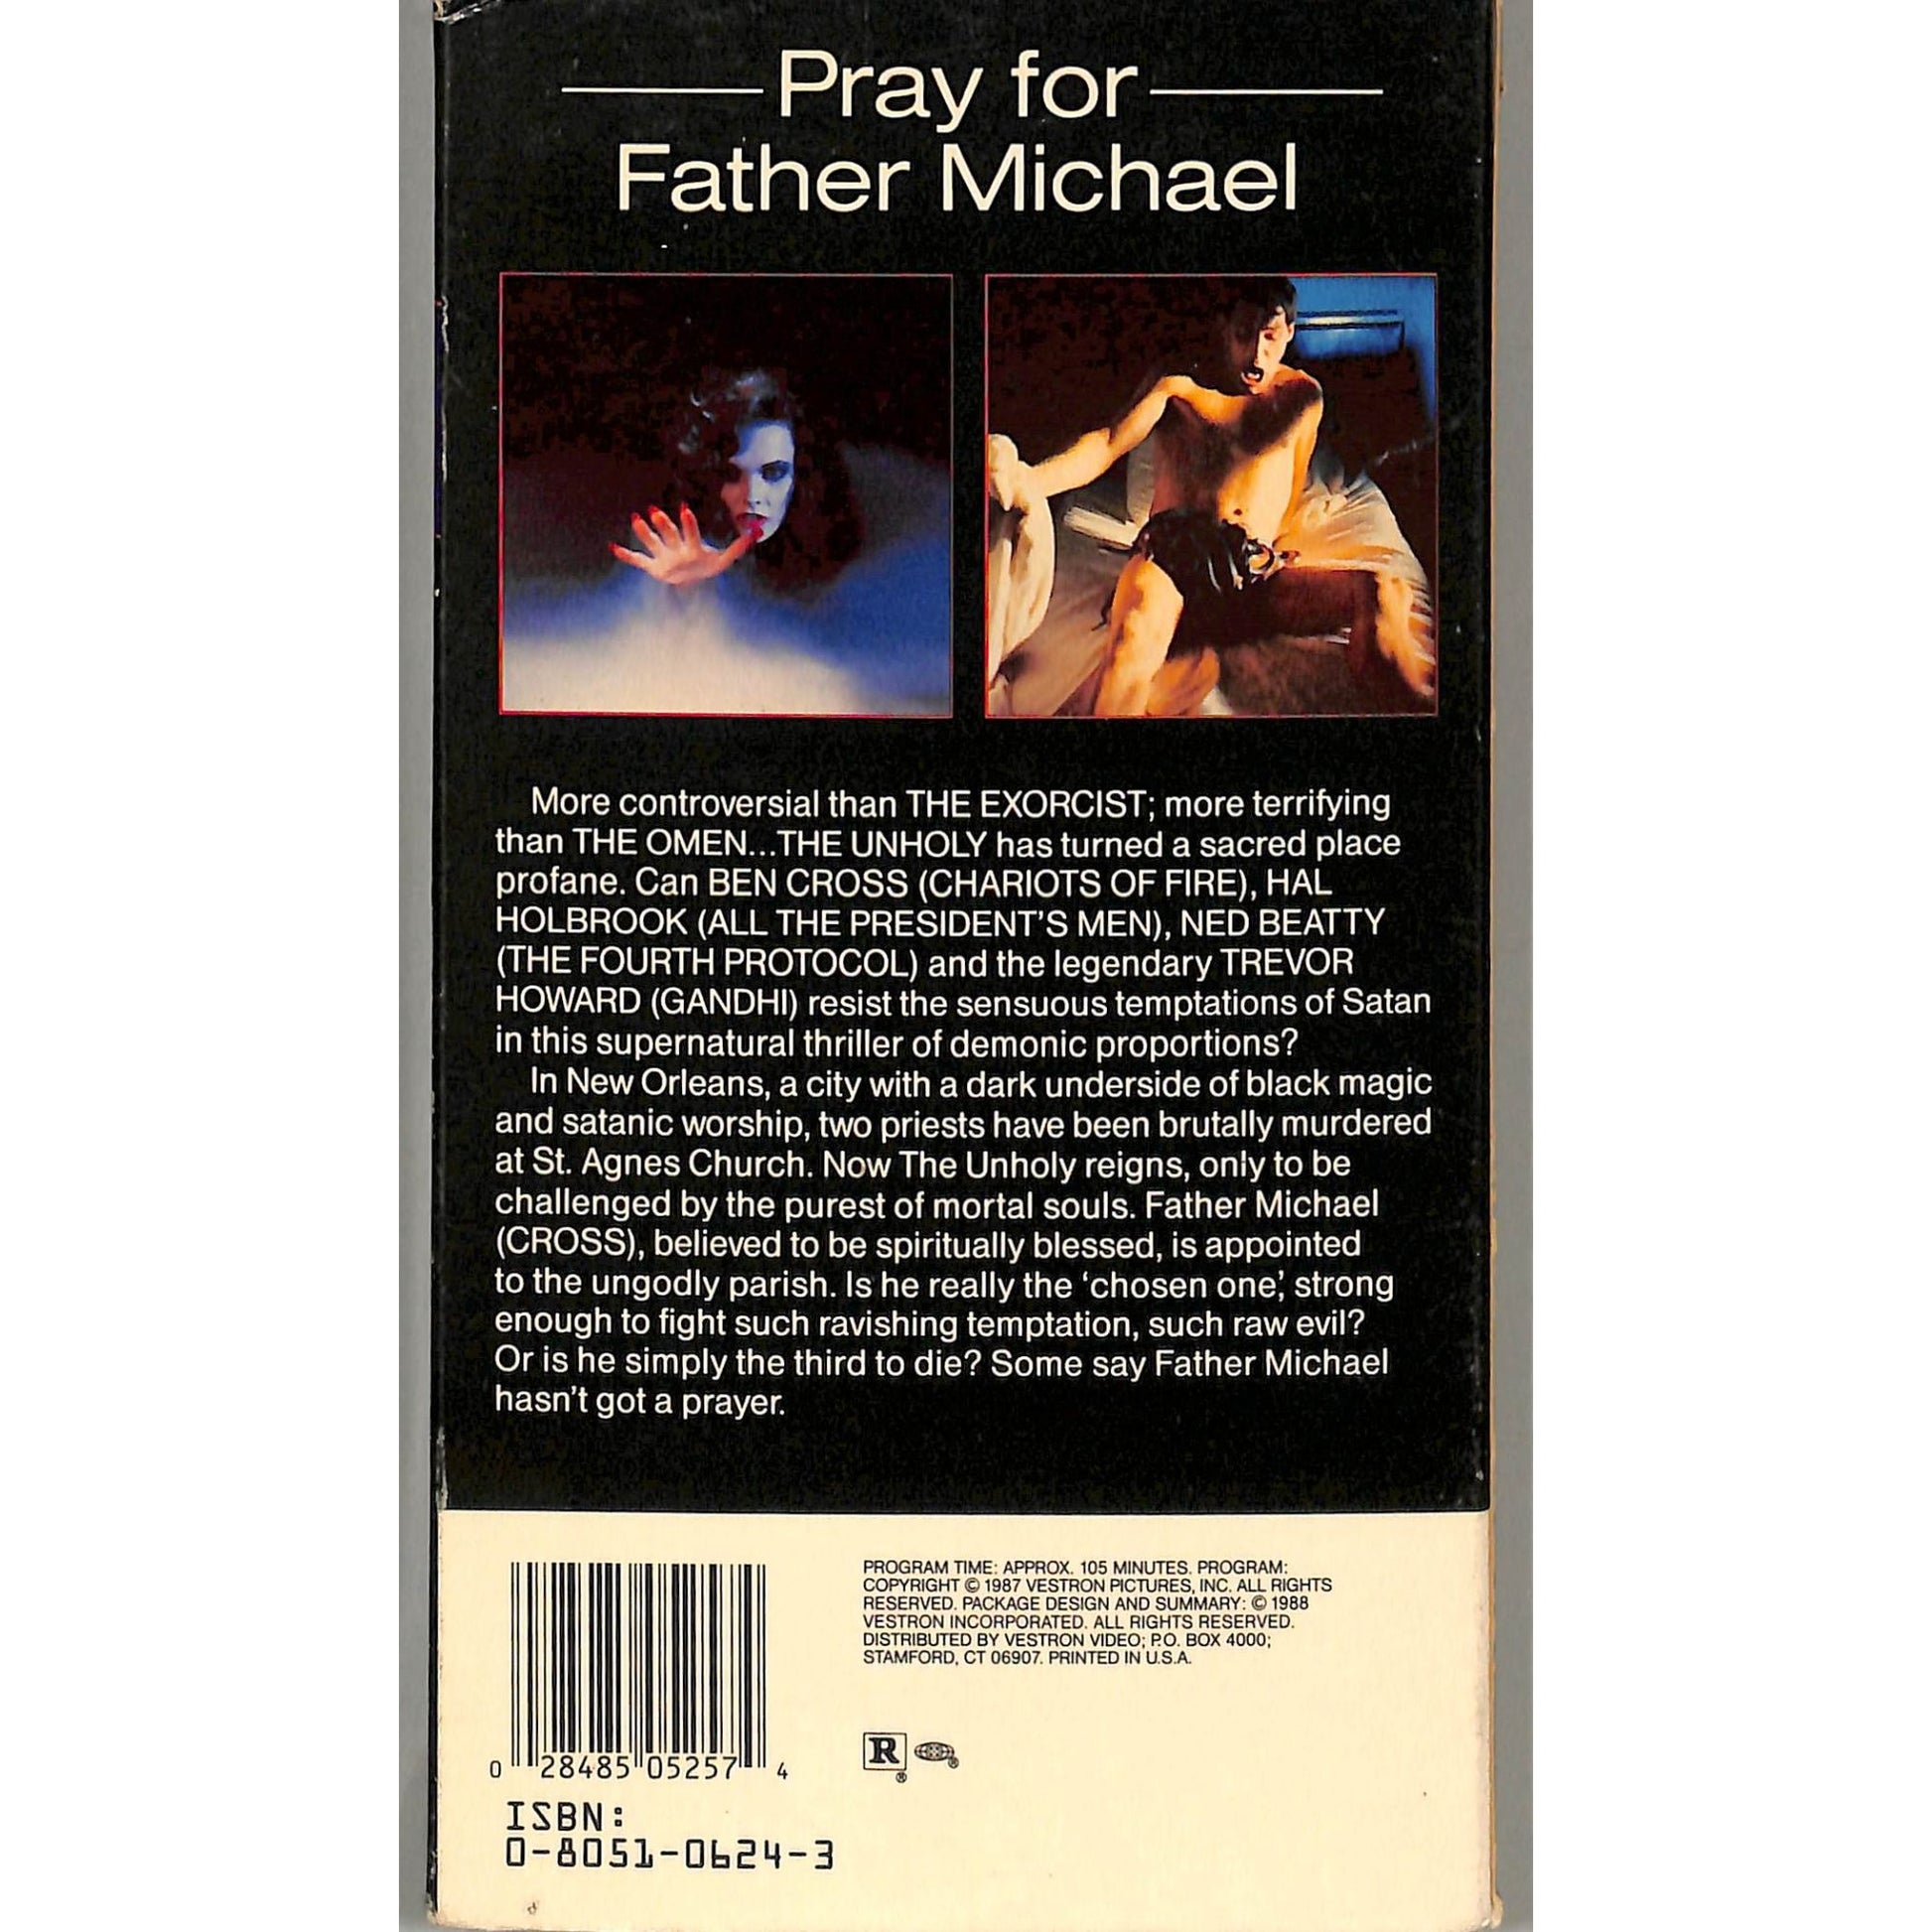 Pray for
Father Michael
More controversial than THE EXORCIST; more terrifying
than THE OMEN...THE UNHOLY has turned a sacred place
profane. Can BEN CROSS (CHARIOTS OF FIRE), HAL
HOLBROOK (ALL THE PRESIDENT'S MEN), NED BEATTY
(THE FOURTH PROTOCOL) and the legendary TREVOR
HOWARD (GANDHI) resist the sensuous temptations of Satan
in this supernatural thriller of demonic proportions?
In New Orleans, a city with a dark underside of black magic
and satanic worship, two priests have been brutally murdered
at St. Agnes Church. Now The Unholy reigns, only to be
challenged by the purest of mortal souls. Father Michael
(CROSS), believed to be spiritually blessed, is appointed
to the ungodly parish. Is he really the 'chosen one', strong
enough to fight such ravishing temptation, such raw evil?
Or is he simply the third to die? Some say Father Michael
hasn't got a prayer.
PROGRAM TIME: APPROX. 105 MINUTES. PROGRAM:
COPYRIGHT © 1987 VESTRON PICTURES, INC. ALL RIGHTS
RESERVED. PACKAGE DESIGN AND SUMMARY: © 1988
VESTRON INCORPORATED. ALL RIGHTS RESERVED.
DISTRIBUTED BY VESTRON VIDEO; P.O. BOX 4000;
STAMFORD, CT 06907. PRINTED IN U.S.A.
R ® ®
0 28485 05257 4
ISBN:
0-8051-0624-3